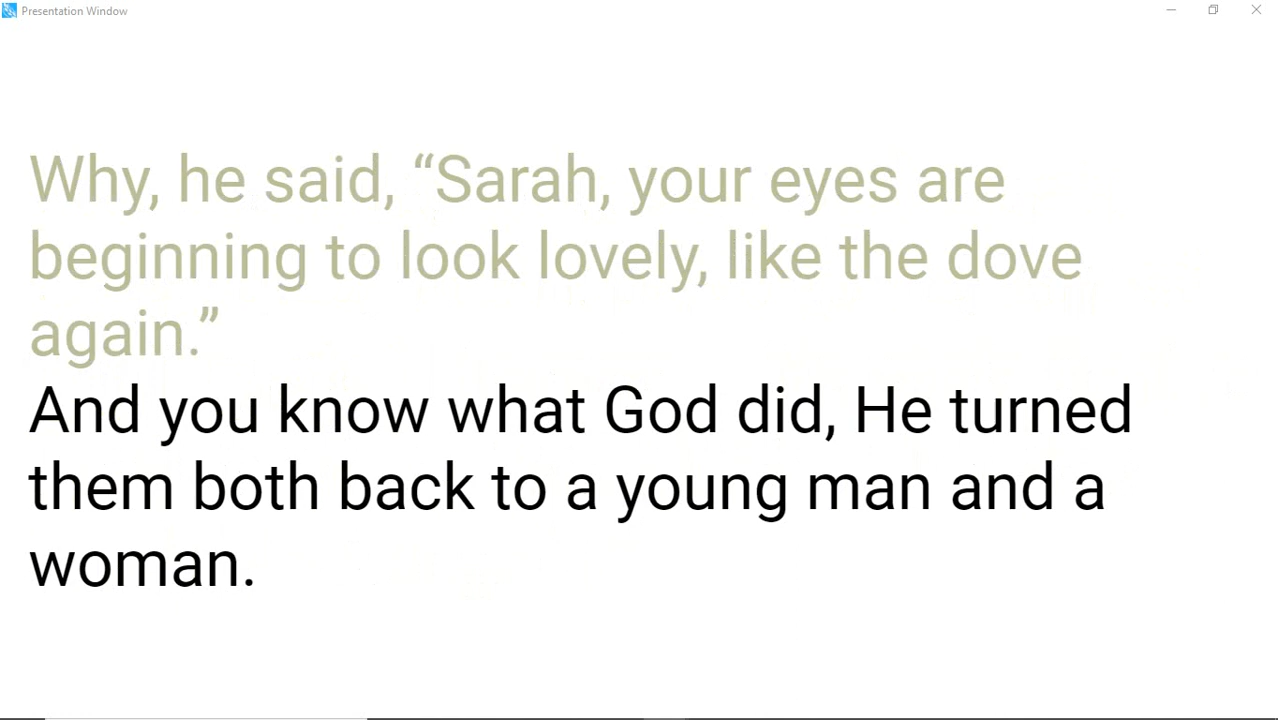 Presentation Window
Why, he said, “Sarah, your eyes are
beginning to look lovely, like the dove
again.”
And you know what God did, He turned
them both back to a young man and a
woman.